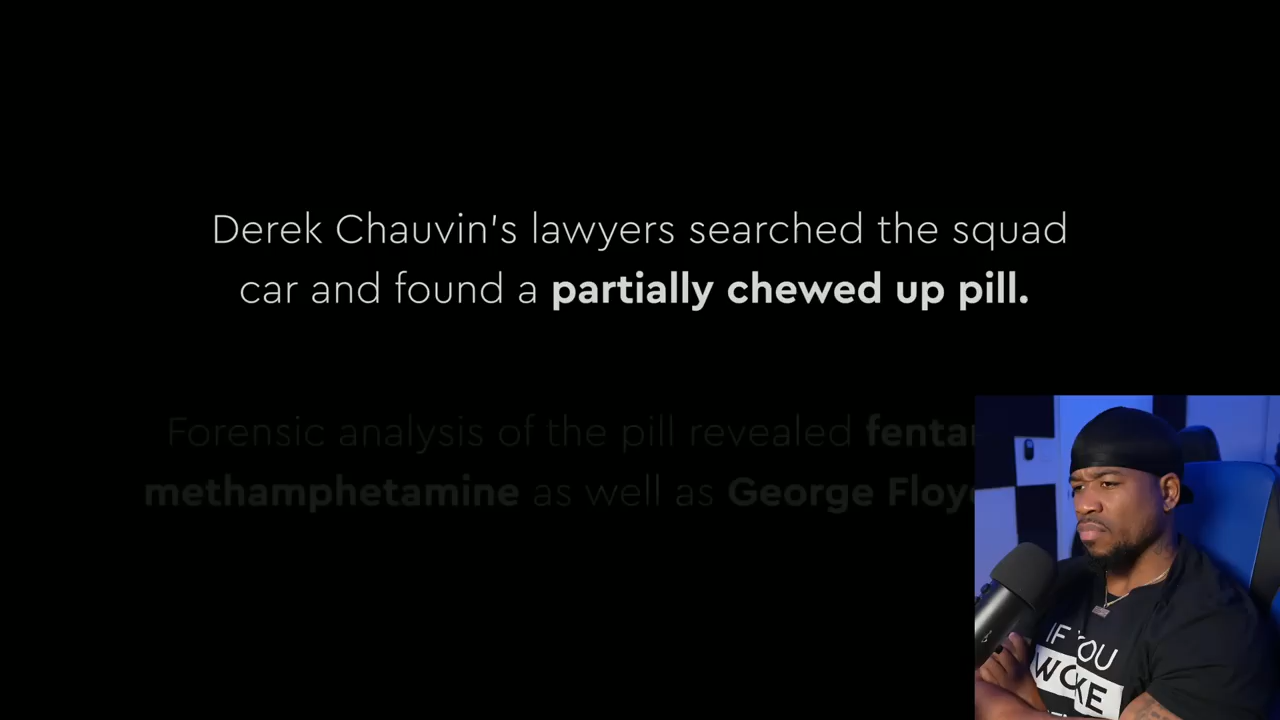 Derek Chauvin's lawyers searched the squad
car and found a partially chewed up pill.
Forensic analysis of the pill revealed
methamphetamine as well as George
IF YOU
WOKE